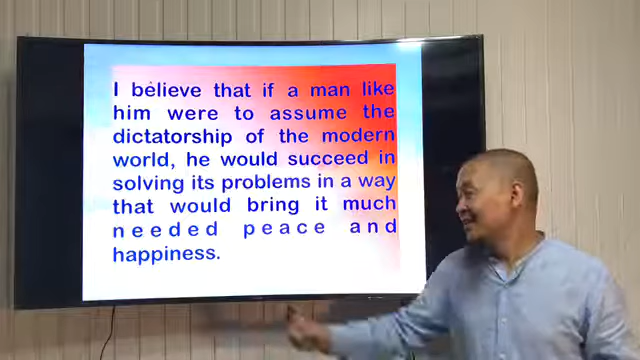 I believe that if a man like
him were to assume the
dictatorship of the modern
world, he would succeed in
solving its problems in a way
that would bring it much
needed peace and
happiness.